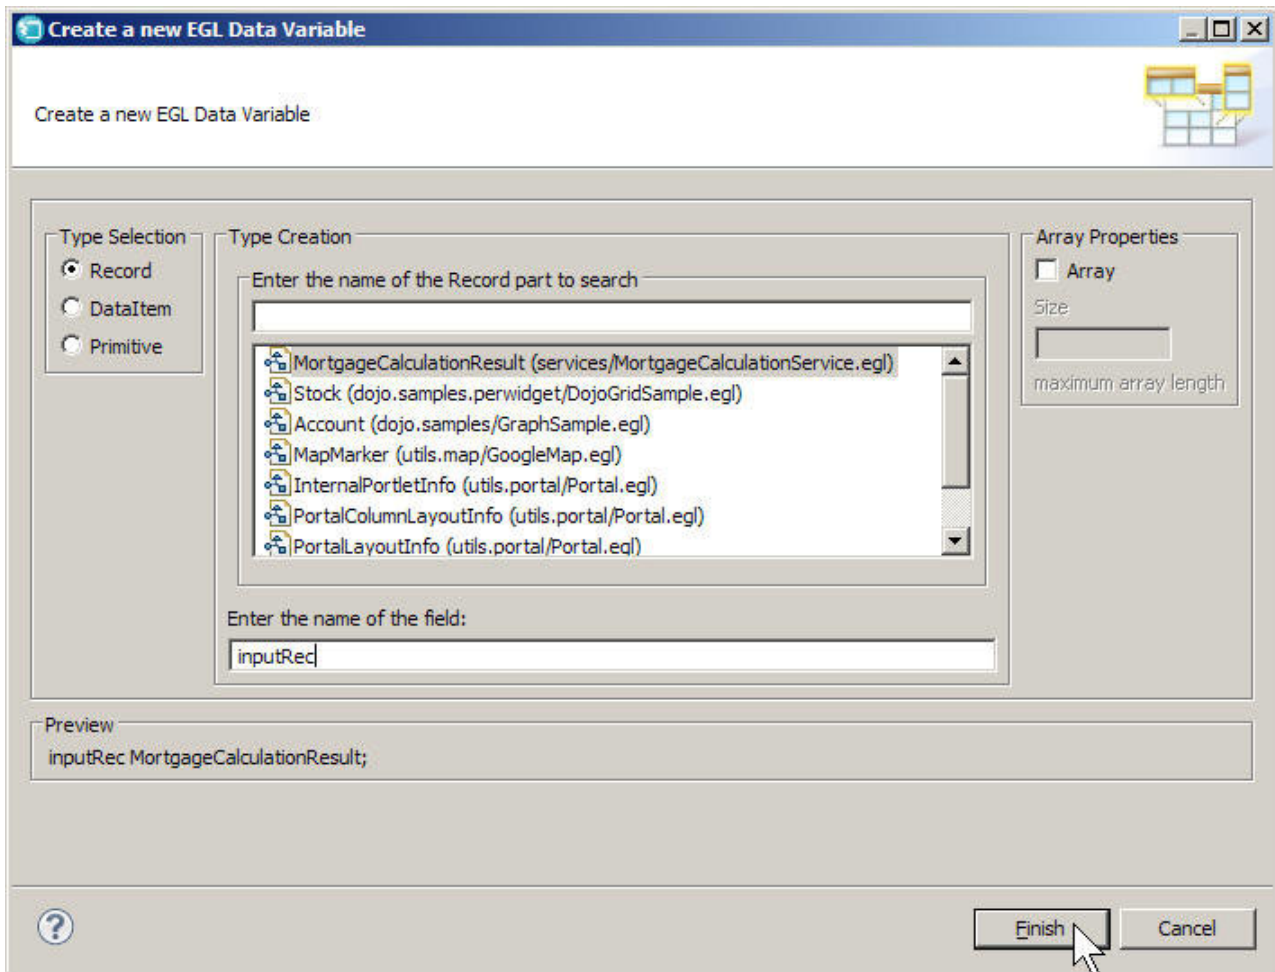 Create a new EGL Data Variable
Create a new EGL Data Variable
Type Selection
Record
DataItem
Primitive
Type Creation
Enter the name of the Record part to search
MortgageCalculationResult (services/MortgageCalculationService.egl)
Stock (dojo.samples.perwidget/DojoGridSample.egl)
Account (dojo.samples/GraphSample.egl)
MapMarker (utils.map/GoogleMap.egl)
InternalPortletInfo (utils.portal/Portal.egl)
PortalColumnLayoutInfo (utils.portal/Portal.egl)
PortalLayoutInfo (utils.portal/Portal.egl)
Enter the name of the field:
inputRec
Array Properties
Array
Size
maximum array length
Preview
inputRec MortgageCalculationResult;
?
Finish
Cancel